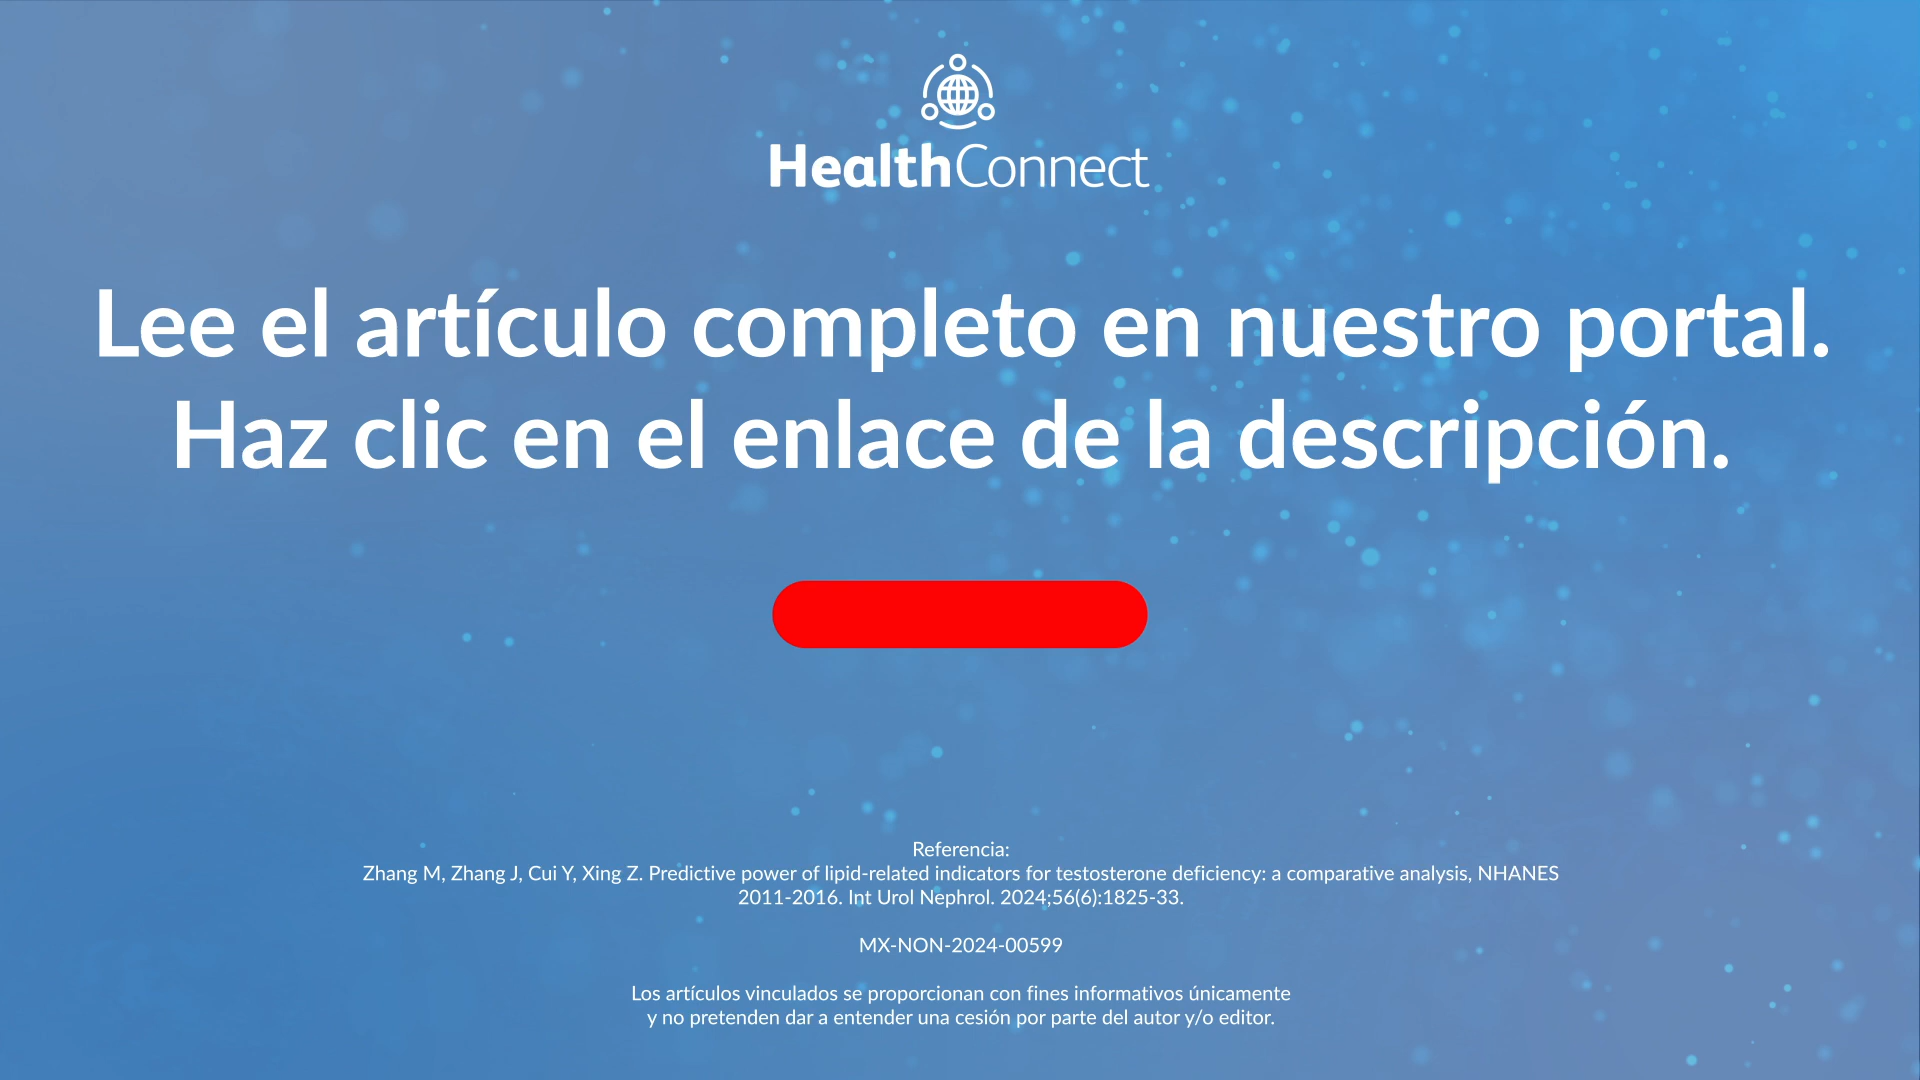 HealthConnect
Lee el artículo completo en nuestro portal.
Haz clic en el enlace de la descripción.
Referencia:
Zhang M, Zhang J, Cui Y, Xing Z. Predictive power of lipid-related indicators for testosterone deficiency: a comparative analysis, NHANES
2011-2016. Int Urol Nephrol. 2024;56(6):1825-33.
MX-NON-2024-00599
Los artículos vinculados se proporcionan con fines informativos únicamente
y no pretenden dar a entender una cesión por parte del autor y/o editor.